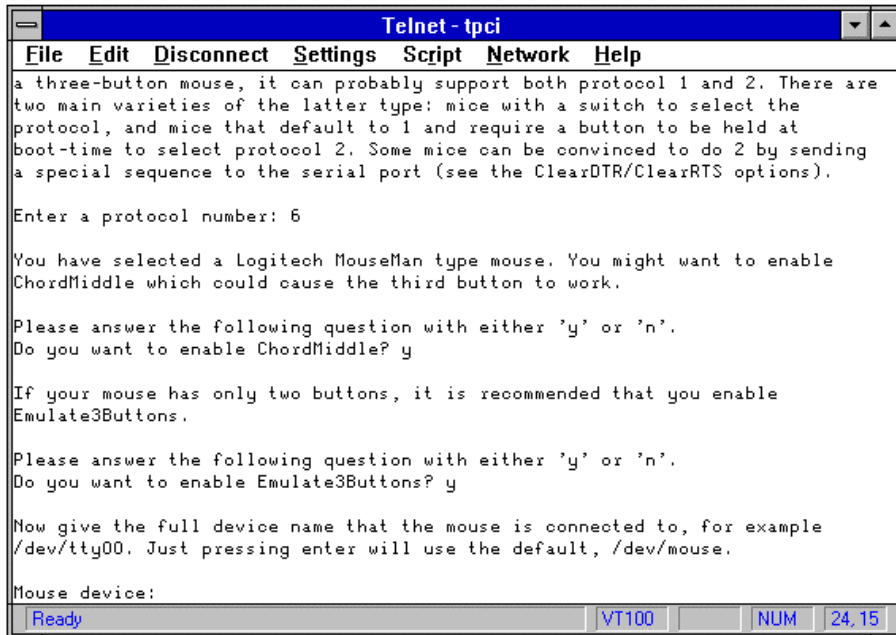 Telnet - tpci
File Edit Disconnect Settings Script Network Help
a three-button mouse, it can probably support both protocol 1 and 2. There are
two main varieties of the latter type: mice with a switch to select the
protocol, and mice that default to 1 and require a button to be held at
boot-time to select protocol 2. Some mice can be convinced to do 2 by sending
a special sequence to the serial port (see the ClearDTR/ClearRTS options).
Enter a protocol number: 6
You have selected a Logitech MouseMan type mouse. You might want to enable
ChordMiddle which could cause the third button to work.
Please answer the following question with either 'y' or 'n'.
Do you want to enable ChordMiddle? y
If your mouse has only two buttons, it is recommended that you enable
Emulate3Buttons.
Please answer the following question with either 'y' or 'n'.
Do you want to enable Emulate3Buttons? y
Now give the full device name that the mouse is connected to, for example
/dev/tty00. Just pressing enter will use the default, /dev/mouse.
Mouse device:
Ready VT100 NUM 24,15